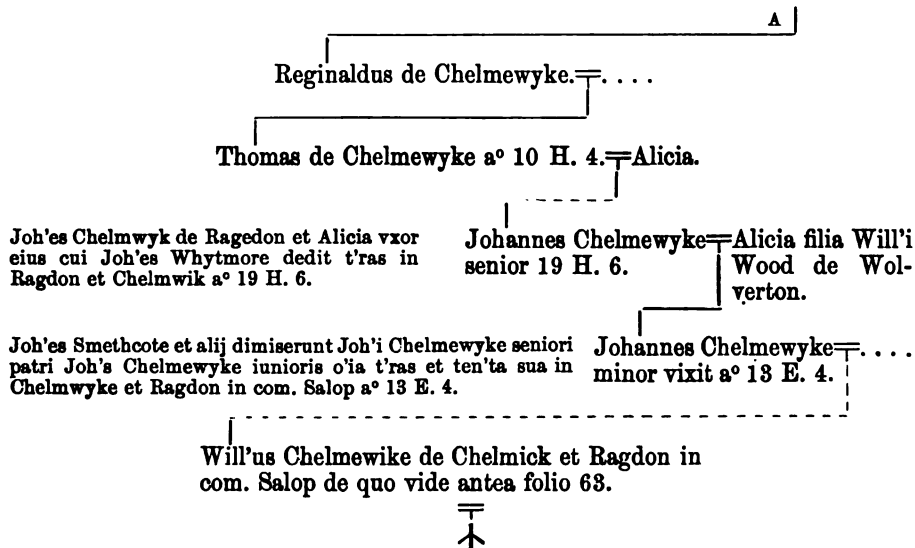 A
Reginaldus de Chelmewyke.╤. . . .
Thomas de Chelmewyke aº 10 H. 4.╤Alicia.
Joh'es Chelmwyk de Ragedon et Alicia vxor
eius cui Joh'es Whytmore dedit t'ras in
Ragdon et Chelmwik aº 19 H. 6.
Johannes Chelmewyke╤Alicia filia Will'i
senior 19 H. 6. Wood de Wol-
verton.
Joh'es Smethcote et alij dimiserunt Joh'i Chelmewyke seniori
patri Joh's Chelmewyke iunioris o'ia t'ras et ten'ta sua in
Chelmwyke et Ragdon in com. Salop aº 13 E. 4.
Johannes Chelmewyke╤. . . .
minor vixit aº 13 E. 4.
Will'us Chelmewike de Chelmick et Ragdon in
com. Salop de quo vide antea folio 63.